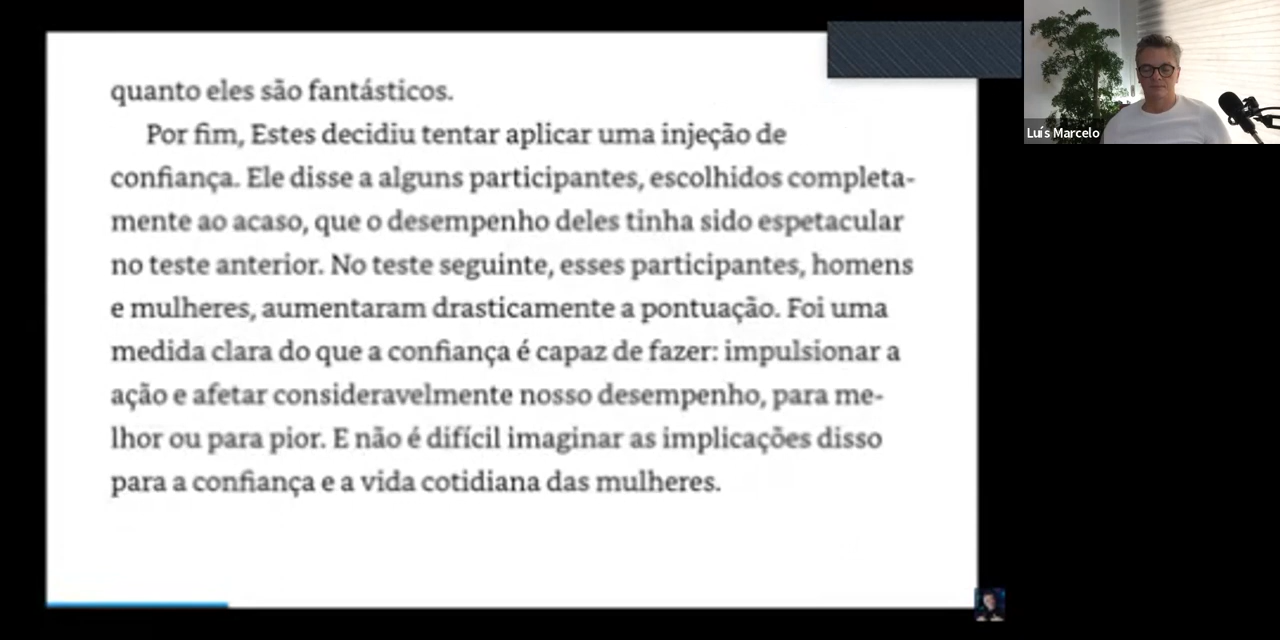 quanto eles são fantásticos.
Por fim, Estes decidiu tentar aplicar uma injeção de
confiança. Ele disse a alguns participantes, escolhidos completa-
mente ao acaso, que o desempenho deles tinha sido espetacular
no teste anterior. No teste seguinte, esses participantes, homens
e mulheres, aumentaram drasticamente a pontuação. Foi uma
medida clara do que a confiança é capaz de fazer: impulsionar a
ação e afetar consideravelmente nosso desempenho, para me-
lhor ou para pior. E não é difícil imaginar as implicações disso
para a confiança e a vida cotidiana das mulheres.
Luís Marcelo